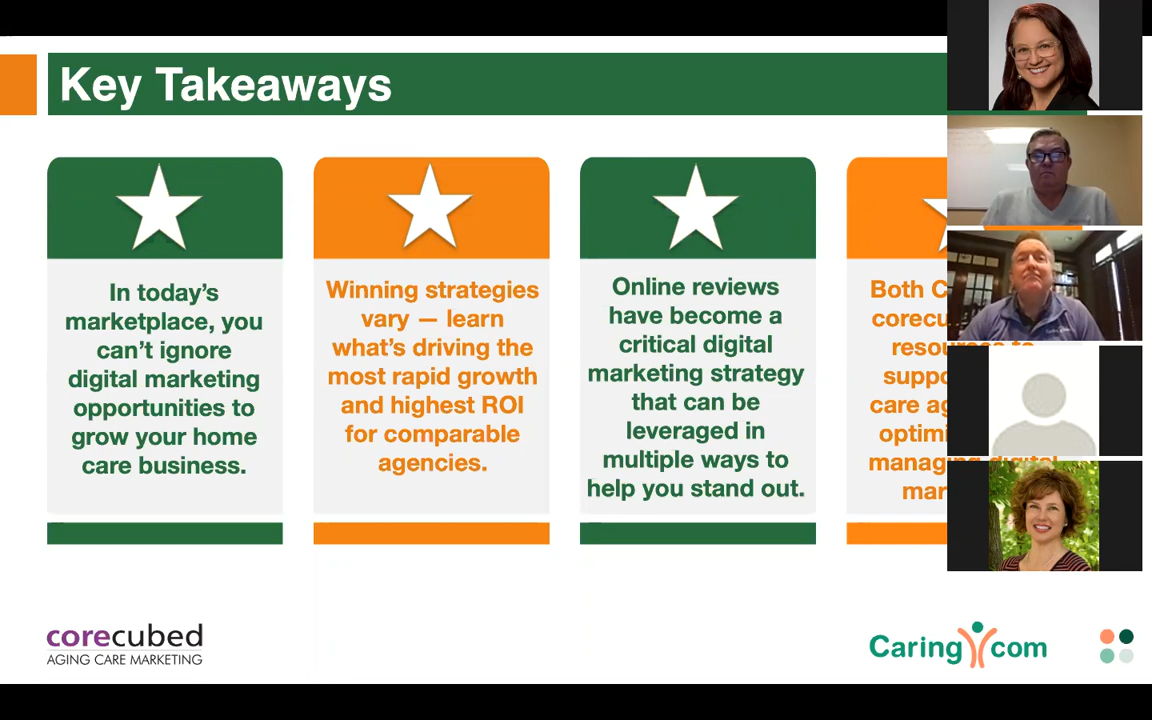 Key Takeaways
In today's
marketplace, you
can't ignore
digital marketing
opportunities to
grow your home
care business.
Winning strategies
vary — learn
what's driving the
most rapid growth
and highest ROI
for comparable
agencies.
Online reviews
have become a
critical digital
marketing strategy
that can be
leveraged in
multiple ways to
help you stand out.
Both
care
corecubed
AGING CARE MARKETING
Caring com